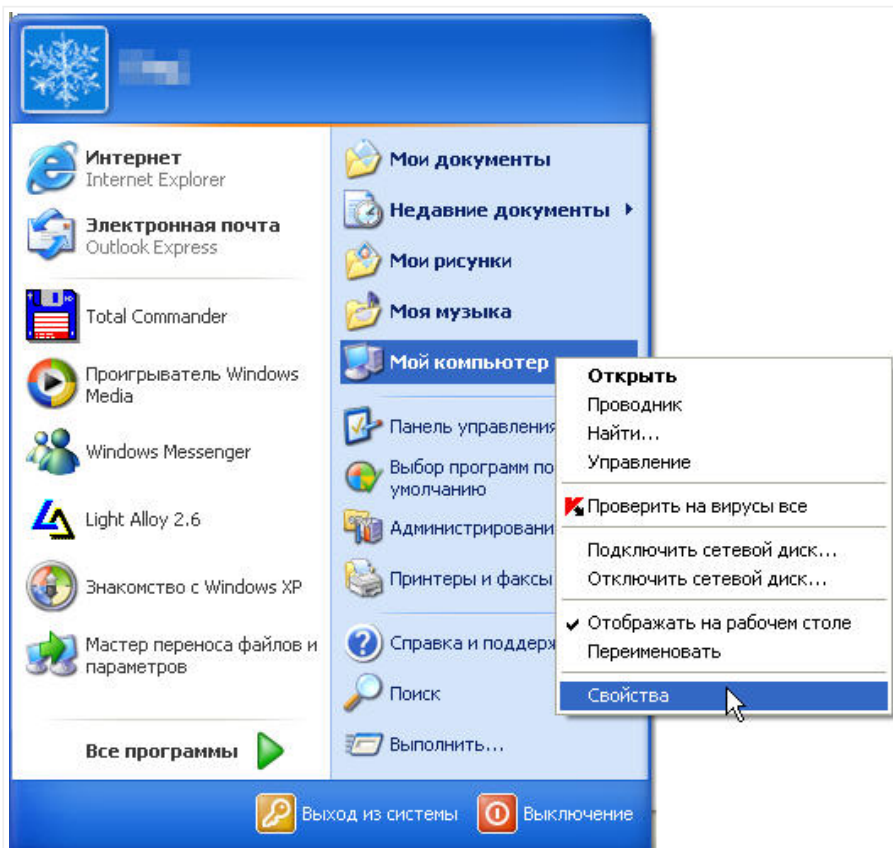 Интернет
Internet Explorer
Электронная почта
Outlook Express
Total Commander
Проигрыватель Windows
Media
Windows Messenger
Light Alloy 2.6
Знакомство с Windows XP
Мастер переноса файлов и
параметров
Все программы
Мои документы
Недавние документы
Мои рисунки
Моя музыка
Мой компьютер
Панель управления
Выбор программ по
умолчанию
Администрировани
Принтеры и факсы
Справка и поддерж
Поиск
Выполнить...
Открыть
Проводник
Найти...
Управление
Проверить на вирусы все
Подключить сетевой диск...
Отключить сетевой диск...
Отображать на рабочем столе
Переименовать
Свойства
Выход из системы
Выключение